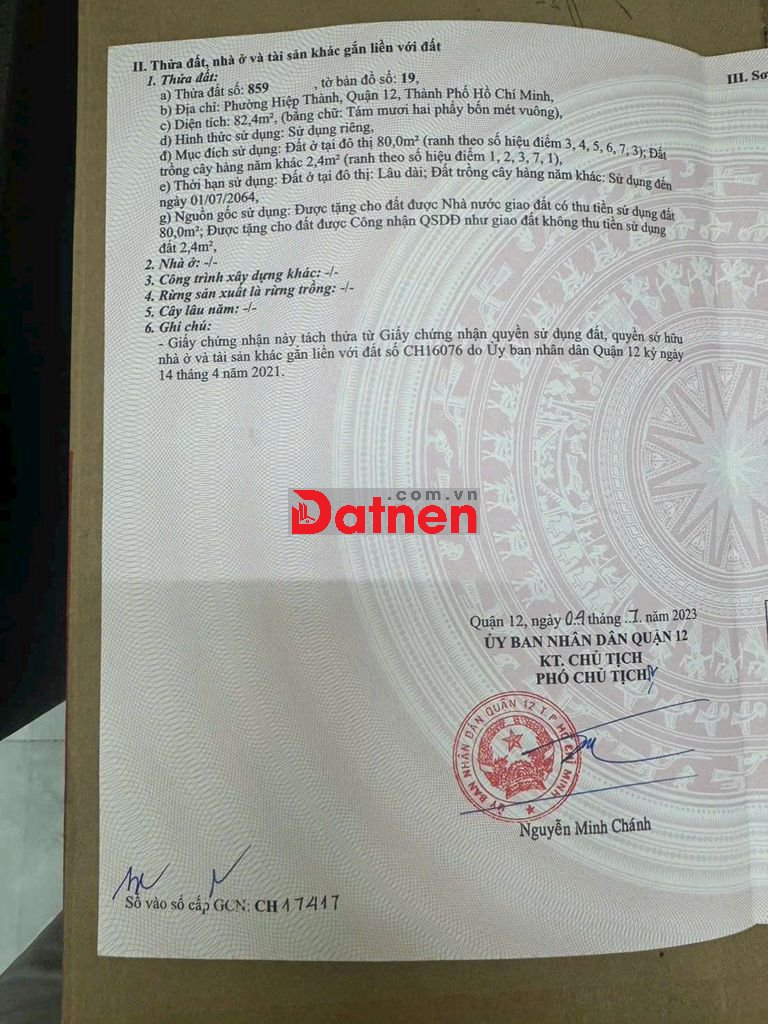 II. Thửa đất, nhà ở và tài sản khác gắn liền với đất
III. Sơ
1. Thửa đất:
a) Thửa đất số: 859 , tờ bản đồ số: 19,
b) Địa chỉ: Phường Hiệp Thành, Quận 12, Thành Phố Hồ Chí Minh,
c) Diện tích: 82,4m², (bằng chữ: Tám mươi hai phẩy bốn mét vuông),
d) Hình thức sử dụng: Sử dụng riêng,
đ) Mục đích sử dụng: Đất ở tại đô thị 80,0m² (ranh theo số hiệu điểm 3, 4, 5, 6, 7, 3); Đất
trồng cây hàng năm khác 2,4m² (ranh theo số hiệu điểm 1, 2, 3, 7, 1),
e) Thời hạn sử dụng: Đất ở tại đô thị: Lâu dài; Đất trồng cây hàng năm khác: Sử dụng đến
ngày 01/07/2064,
g) Nguồn gốc sử dụng: Được tặng cho đất được Nhà nước giao đất có thu tiền sử dụng đất
80,0m²; Được tặng cho đất được Công nhận QSDĐ như giao đất không thu tiền sử dụng
đất 2,4m²,
2. Nhà ở: -/-
3. Công trình xây dựng khác: -/-
4. Rừng sản xuất là rừng trồng: -/-
5. Cây lâu năm: -/-
6. Ghi chú:
- Giấy chứng nhận này tách thửa từ Giấy chứng nhận quyền sử dụng đất, quyền sở hữu
nhà ở và tài sản khác gắn liền với đất số CH16076 do Ủy ban nhân dân Quận 12 ký ngày
14 tháng 4 năm 2021.
.com.vn
Datnen
Quận 12, ngày 04 tháng .7. năm 2023
ỦY BAN NHÂN DÂN QUẬN 12
KT. CHỦ TỊCH
PHÓ CHỦ TỊCH
ỦY BAN NHÂN DÂN QUẬN 12 T.P HỒ CHÍ MINH
Nguyễn Minh Chánh
Số vào sổ cấp GCN: CH 17417